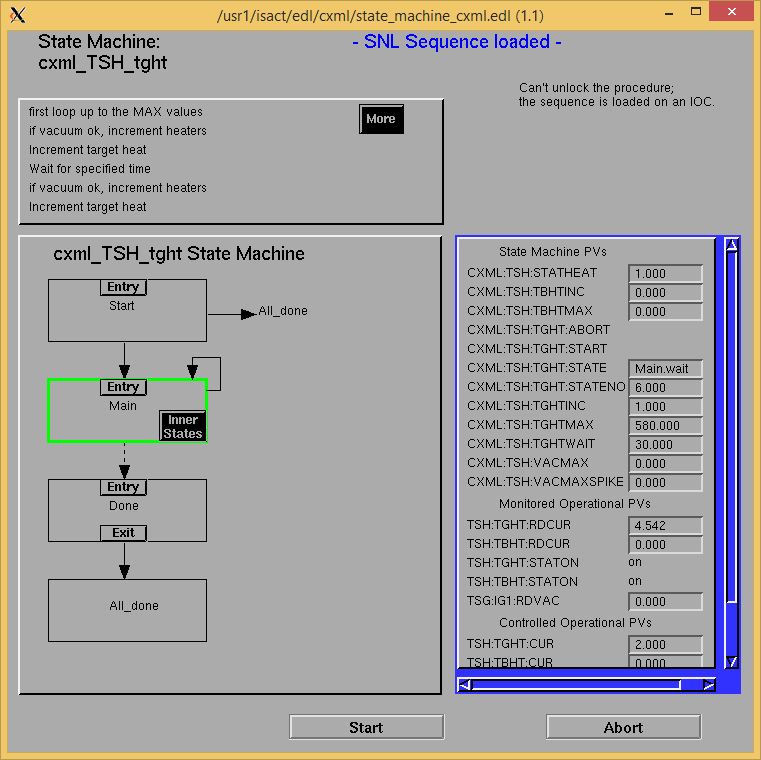 /usr1/isact/edl/cxml/state_machine_cxml.edl (1.1)
State Machine:
cxml_TSH_tght
- SNL Sequence loaded -
Can't unlock the procedure;
the sequence is loaded on an IOC.
first loop up to the MAX values
if vacuum ok, increment heaters
Increment target heat
Wait for specified time
if vacuum ok, increment heaters
Increment target heat
More
cxml_TSH_tght State Machine
Entry
Start
All_done
Entry
Main
Inner
States
Entry
Done
Exit
All_done
State Machine PVs
CXML:TSH:STATHEAT 1.000
CXML:TSH:TBHTINC 0.000
CXML:TSH:TBHTMAX 0.000
CXML:TSH:TGHT:ABORT
CXML:TSH:TGHT:START
CXML:TSH:TGHT:STATE Main.wait
CXML:TSH:TGHT:STATENO 6.000
CXML:TSH:TGHTINC 1.000
CXML:TSH:TGHTMAX 580.000
CXML:TSH:TGHTWAIT 30.000
CXML:TSH:VACMAX 0.000
CXML:TSH:VACMAXSPIKE 0.000
Monitored Operational PVs
TSH:TGHT:RDCUR 4.542
TSH:TBHT:RDCUR 0.000
TSH:TGHT:STATON on
TSH:TBHT:STATON on
TSG:IG1:RDVAC 0.000
Controlled Operational PVs
TSH:TGHT:CUR 2.000
TSH:TBHT:CUR 0.000
Start
Abort